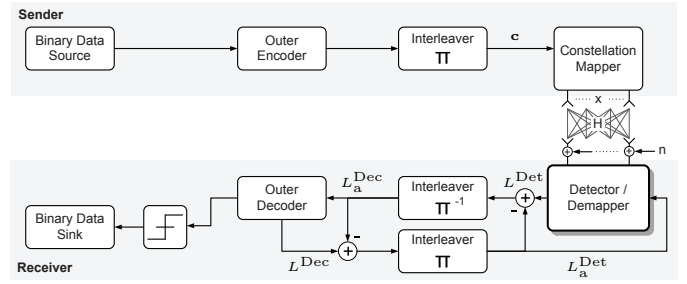 Sender
Binary Data
Source
Outer
Encoder
Interleaver
π
c
Constellation
Mapper
x
H
n
Binary Data
Sink
Outer
Decoder
L_a^Dec
Interleaver
π^-1
L^Det
-
Detector /
Demapper
L^Dec
-
Interleaver
π
L_a^Det
Receiver